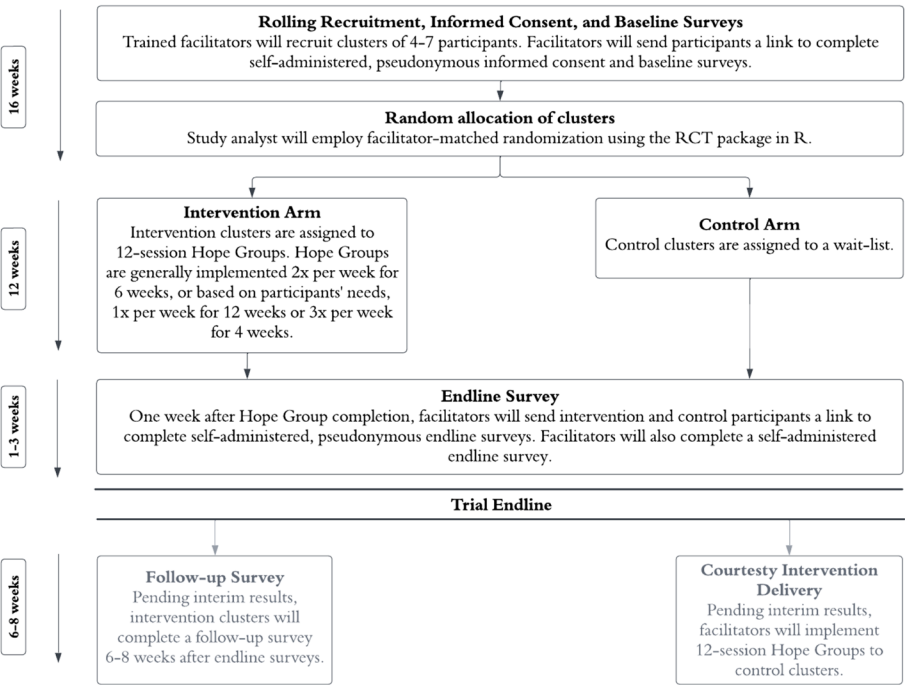 16 weeks
Rolling Recruitment, Informed Consent, and Baseline Surveys
Trained facilitators will recruit clusters of 4-7 participants. Facilitators will send participants a link to complete
self-administered, pseudonymous informed consent and baseline surveys.
Random allocation of clusters
Study analyst will employ facilitator-matched randomization using the RCT package in R.
12 weeks
Intervention Arm
Intervention clusters are assigned to
12-session Hope Groups. Hope Groups
are generally implemented 2x per week for
6 weeks, or based on participants' needs,
1x per week for 12 weeks or 3x per week
for 4 weeks.
Control Arm
Control clusters are assigned to a wait-list.
1-3 weeks
Endline Survey
One week after Hope Group completion, facilitators will send intervention and control participants a link to
complete self-administered, pseudonymous endline surveys. Facilitators will also complete a self-administered
endline survey.
Trial Endline
6-8 weeks
Follow-up Survey
Pending interim results,
intervention clusters will
complete a follow-up survey
6-8 weeks after endline surveys.
Courtesty Intervention
Delivery
Pending interim results,
facilitators will implement
12-session Hope Groups to
control clusters.